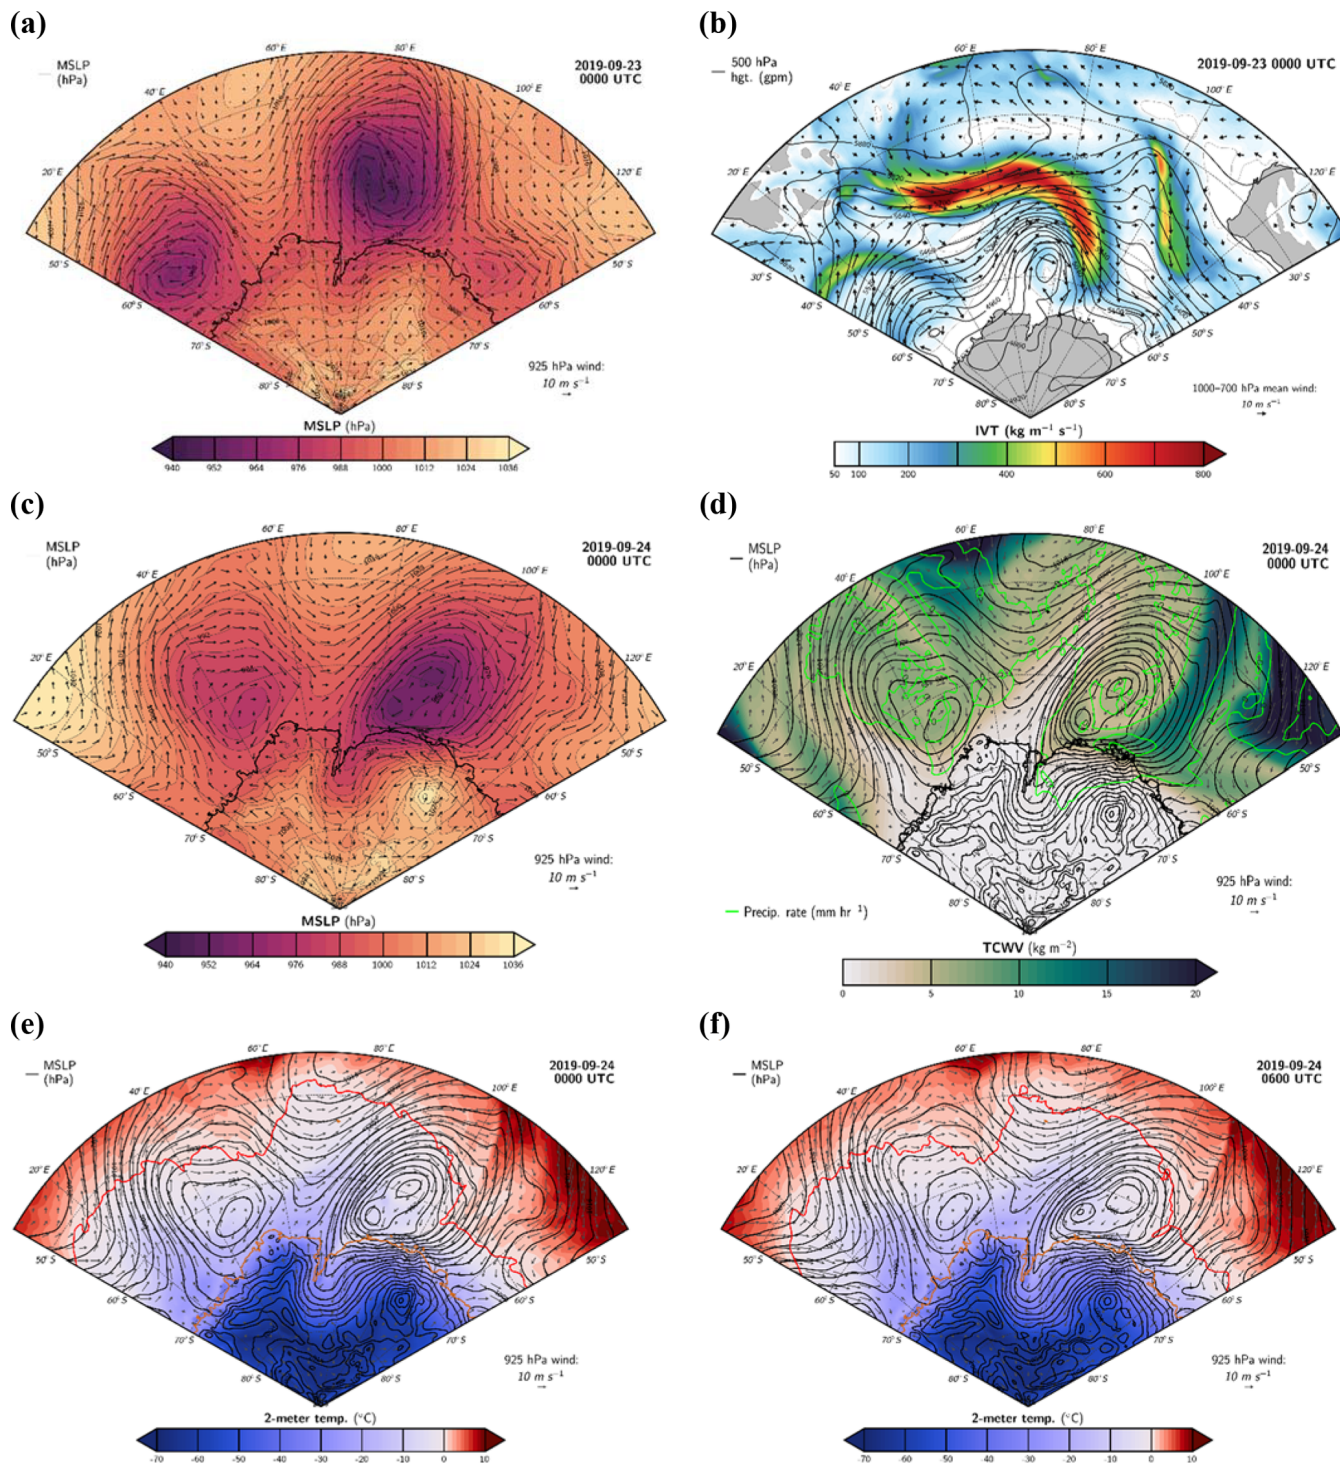 (a)
MSLP
(hPa)
2019-09-23
0000 UTC
60° E
80° E
40° E
100° E
20° E
120° E
50° S
50° S
60° S
60° S
70° S
70° S
80° S
80° S
925 hPa wind:
10 m s⁻¹
MSLP (hPa)
940 952 964 976 988 1000 1012 1024 1036
(b)
500 hPa
hgt. (gpm)
2019-09-23 0000 UTC
60° E
80° E
40° E
100° E
20° E
120° E
30° S
30° S
40° S
40° S
50° S
50° S
60° S
60° S
70° S
70° S
80° S
80° S
1000-700 hPa mean wind:
10 m s⁻¹
IVT (kg m⁻¹ s⁻¹)
50 100 200 400 600 800
(c)
MSLP
(hPa)
2019-09-24
0000 UTC
60° E
80° E
40° E
100° E
20° E
120° E
50° S
50° S
60° S
60° S
70° S
70° S
80° S
80° S
925 hPa wind:
10 m s⁻¹
MSLP (hPa)
940 952 964 976 988 1000 1012 1024 1036
(d)
MSLP
(hPa)
2019-09-24
0000 UTC
60° E
80° E
40° E
100° E
20° E
120° E
50° S
50° S
60° S
60° S
70° S
70° S
80° S
80° S
925 hPa wind:
10 m s⁻¹
Precip. rate (mm hr⁻¹)
TCWV (kg m⁻²)
0 5 10 15 20
(e)
MSLP
(hPa)
2019-09-24
0000 UTC
60° E
80° E
40° E
100° E
20° E
120° E
50° S
50° S
60° S
60° S
70° S
70° S
80° S
80° S
925 hPa wind:
10 m s⁻¹
2-meter temp. (°C)
-70 -60 -50 -40 -30 -20 -10 0 10
(f)
MSLP
(hPa)
2019-09-24
0600 UTC
60° E
80° E
40° E
100° E
20° E
120° E
50° S
50° S
60° S
60° S
70° S
70° S
80° S
80° S
925 hPa wind:
10 m s⁻¹
2-meter temp. (°C)
-70 -60 -50 -40 -30 -20 -10 0 10